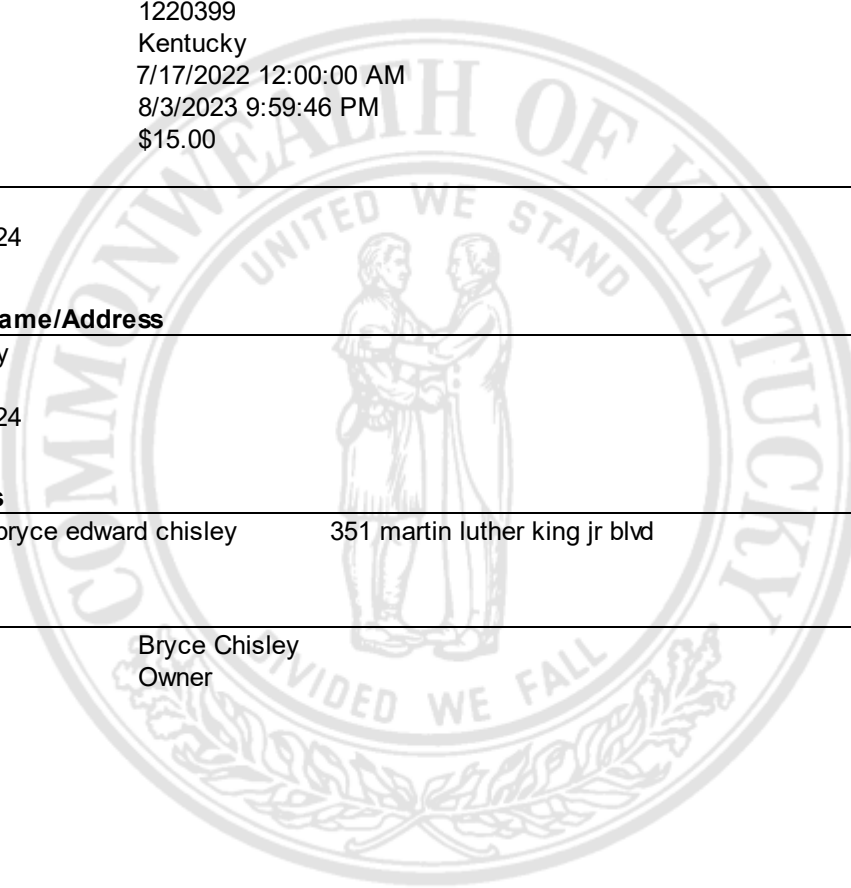 1220399
Kentucky
7/17/2022 12:00:00 AM
8/3/2023 9:59:46 PM
$15.00
COMMONWEALTH OF KENTUCKY
UNITED WE STAND
24
ame/Address
y
24
s
bryce edward chisley 351 martin luther king jr blvd
Bryce Chisley
Owner
DIVIDED WE FALL